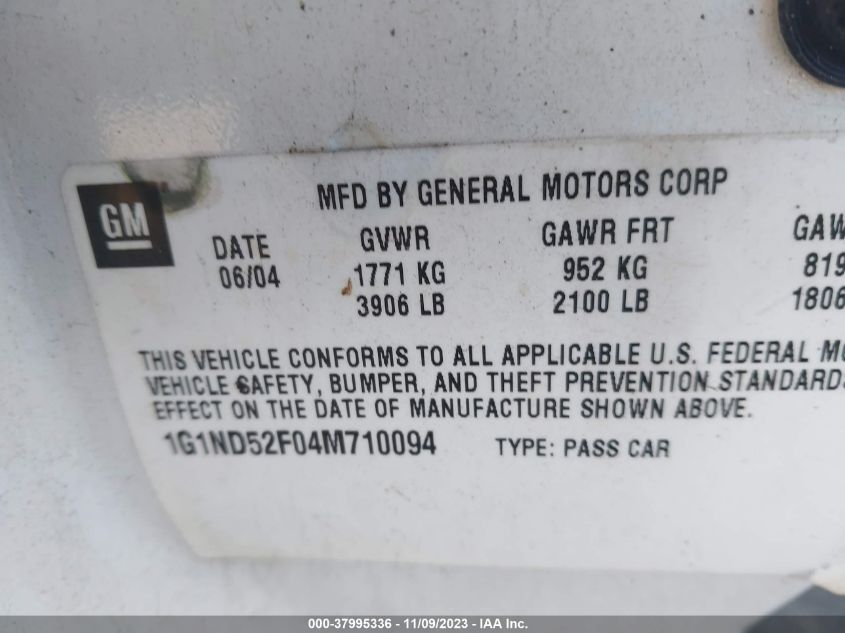 GM
MFD BY GENERAL MOTORS CORP
DATE GVWR GAWR FRT
06/04 1771 KG 952 KG 819
3906 LB 2100 LB 1806
THIS VEHICLE CONFORMS TO ALL APPLICABLE U.S. FEDERAL
VEHICLE SAFETY, BUMPER, AND THEFT PREVENTION
EFFECT ON THE DATE OF MANUFACTURE SHOWN ABOVE.
1G1ND52F04M710094 TYPE: PASS CAR
000-37995336 - 11/09/2023 - IAA Inc.